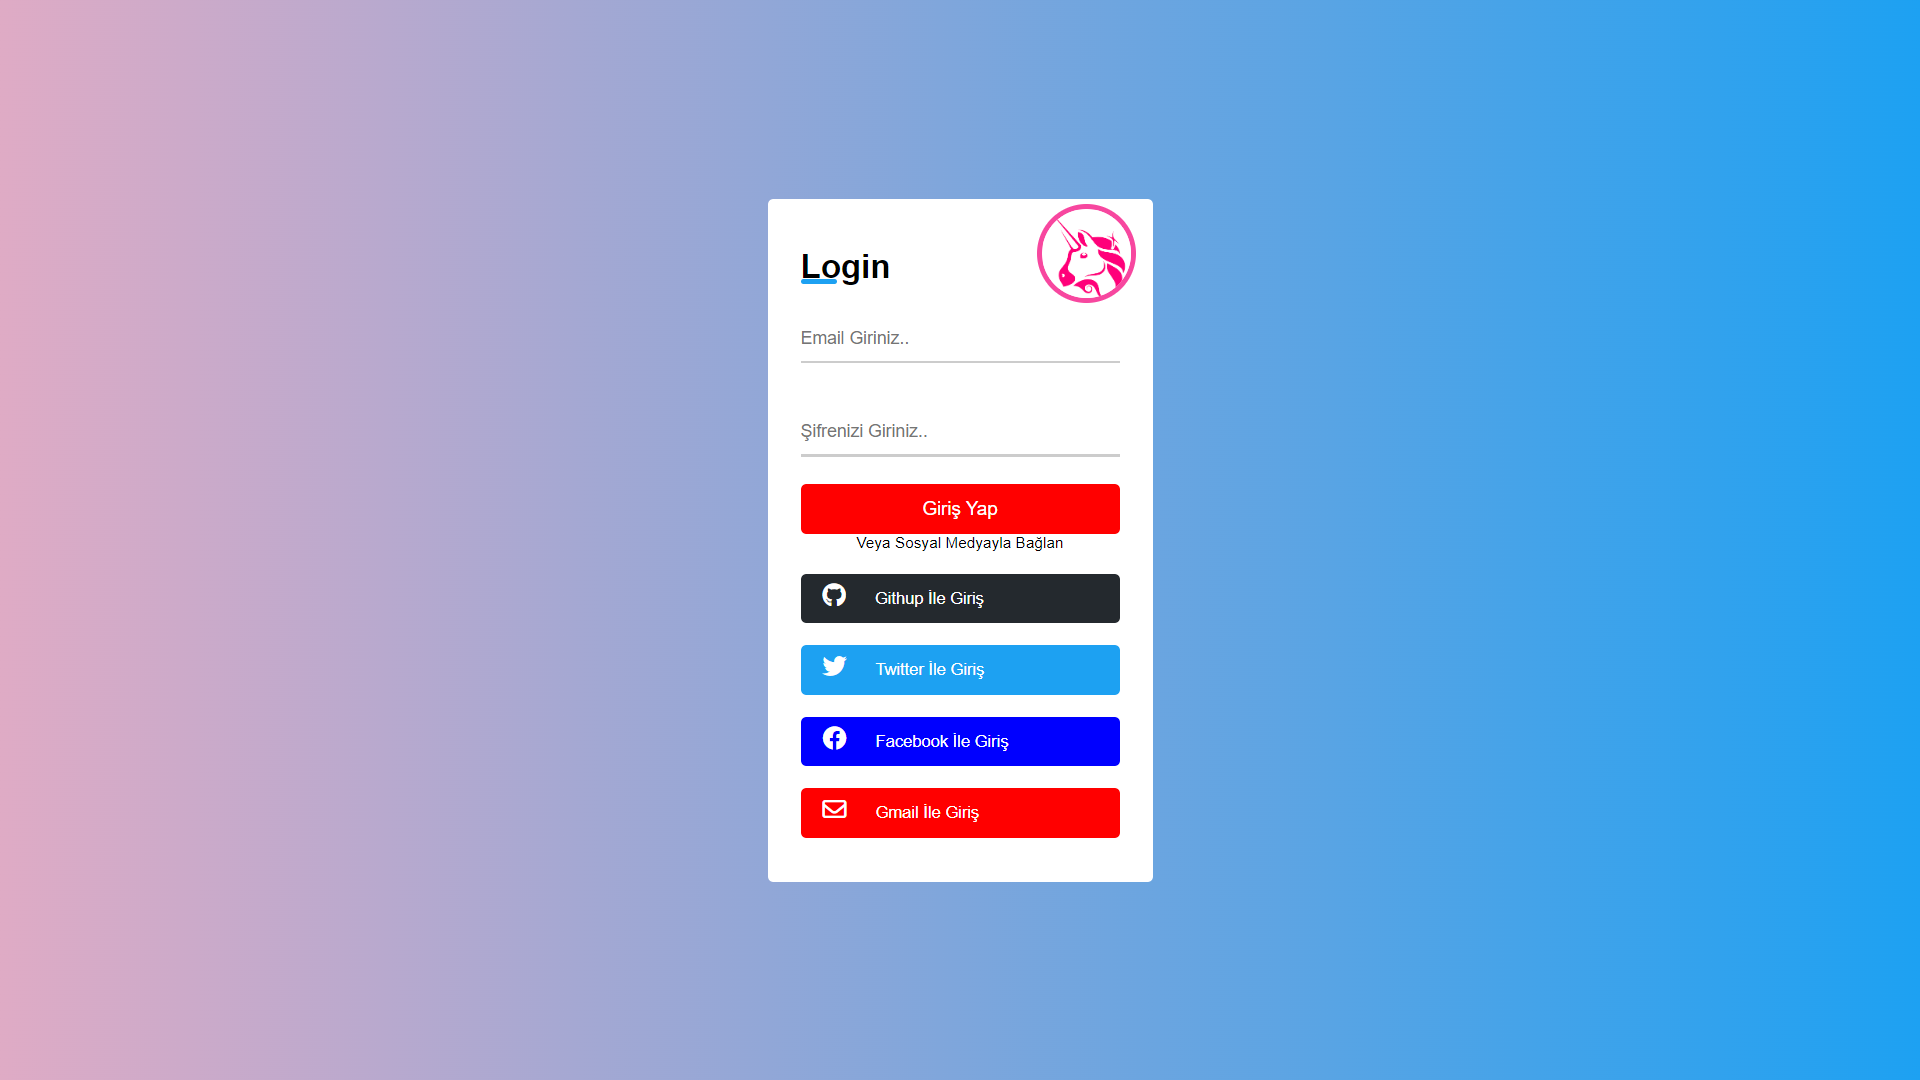 Login
Email Giriniz..
Şifrenizi Giriniz..
Giriş Yap
Veya Sosyal Medyayla Bağlan
Githup İle Giriş
Twitter İle Giriş
Facebook İle Giriş
Gmail İle Giriş